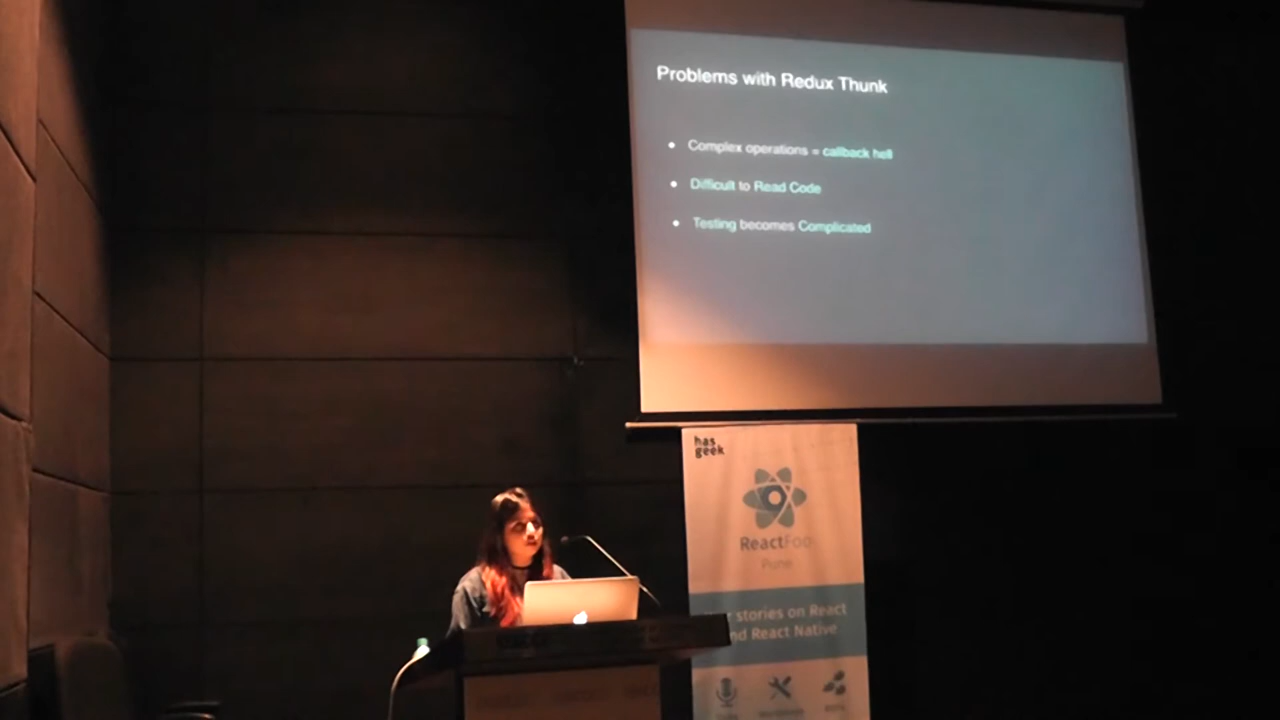 Problems with Redux Thunk
Complex operations = callback hell
Difficult to Read Code
Testing becomes Complicated
has
geek
ReactFoo
Pune
stories on React
React Native